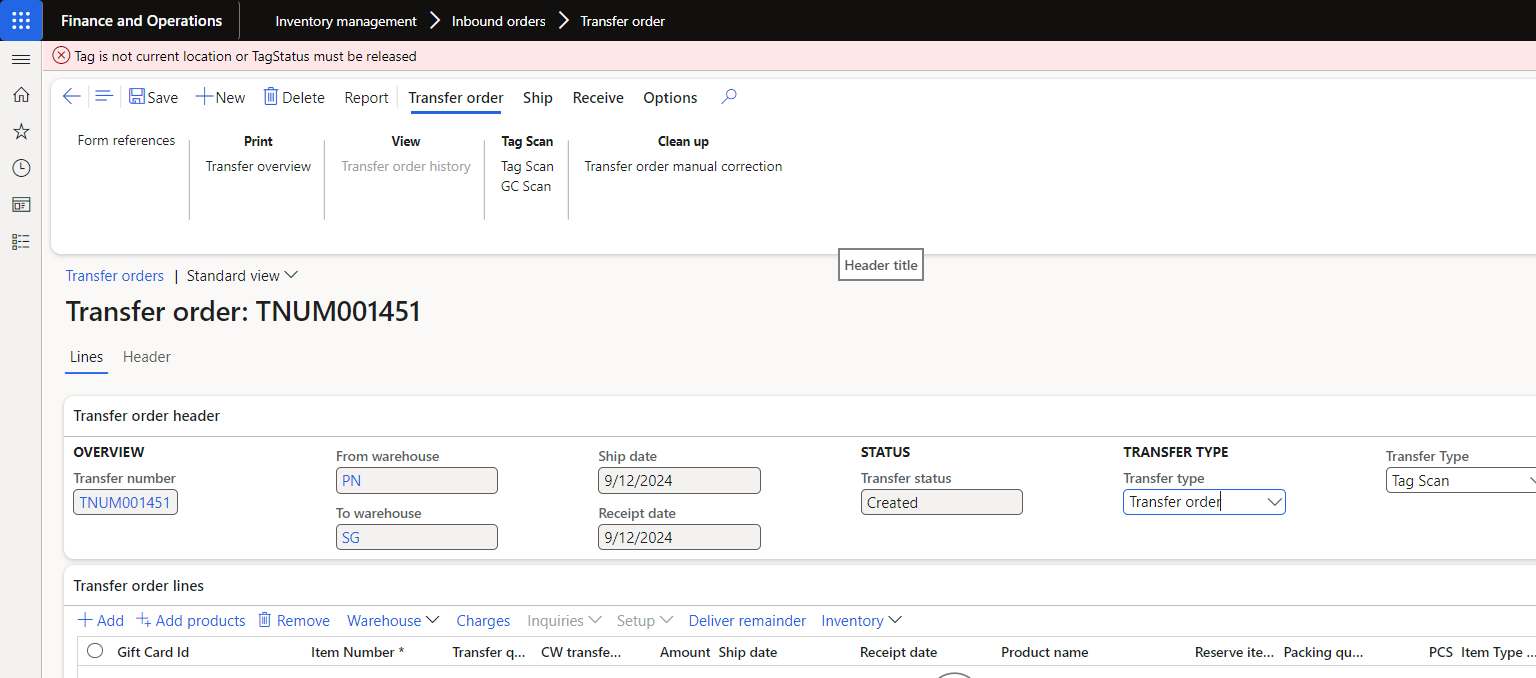 Finance and Operations
Inventory management Inbound orders Transfer order
Tag is not current location or TagStatus must be released
Save New Delete Report Transfer order Ship Receive Options
Form references Print View Tag Scan Clean up
Transfer overview Transfer order history Tag Scan Transfer order manual correction
GC Scan
Header title
Transfer orders | Standard view
Transfer order: TNUM001451
Lines Header
Transfer order header
OVERVIEW From warehouse Ship date STATUS TRANSFER TYPE Transfer Type
Transfer number PN 9/12/2024 Transfer status Transfer type Tag Scan
TNUM001451 To warehouse Receipt date Created Transfer order
SG 9/12/2024
Transfer order lines
Add Add products Remove Warehouse Charges Inquiries Setup Deliver remainder Inventory
Gift Card Id Item Number * Transfer q... CW transfe... Amount Ship date Receipt date Product name Reserve ite... Packing qu... PCS Item Type ...